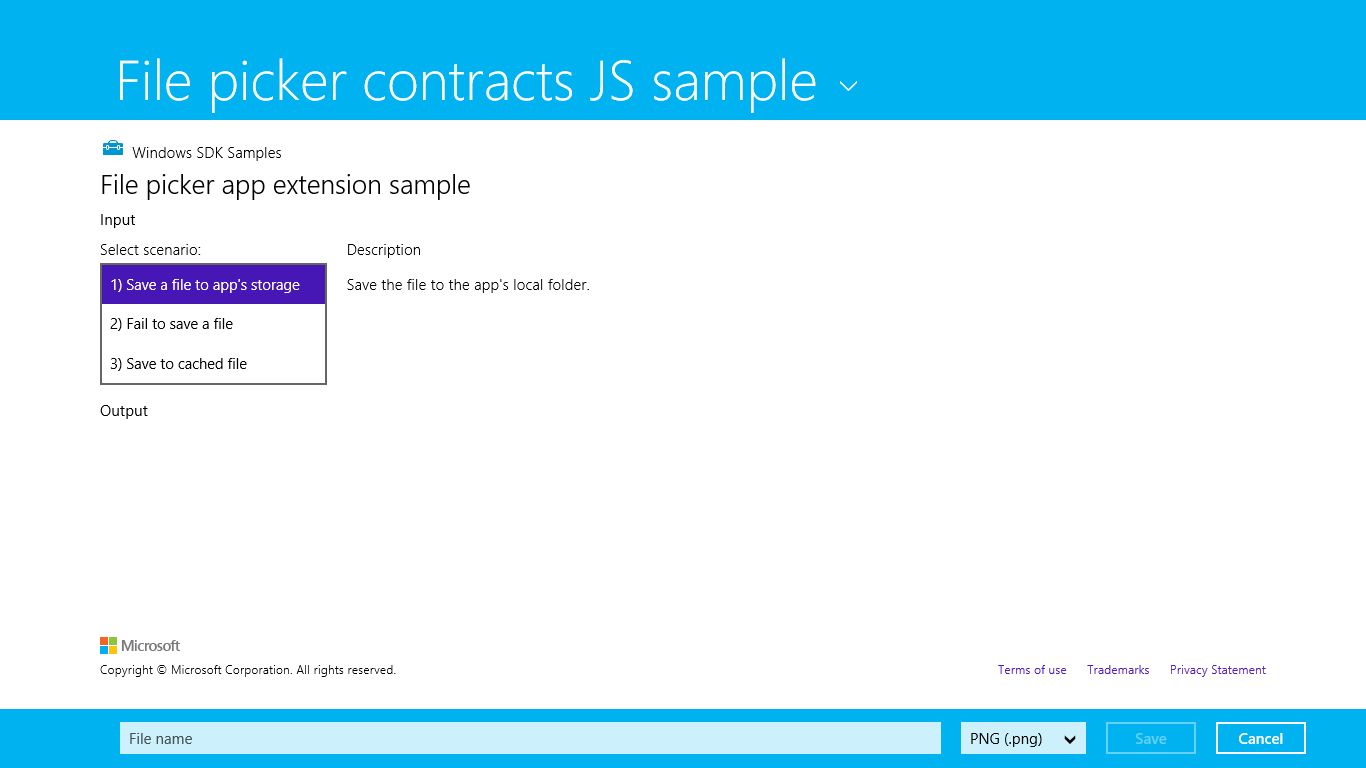 File picker contracts JS sample
Windows SDK Samples
File picker app extension sample
Input
Select scenario:
Description
1) Save a file to app's storage
Save the file to the app's local folder.
2) Fail to save a file
3) Save to cached file
Output
Microsoft
Copyright © Microsoft Corporation. All rights reserved.
Terms of use
Trademarks
Privacy Statement
File name
PNG (.png)
Save
Cancel